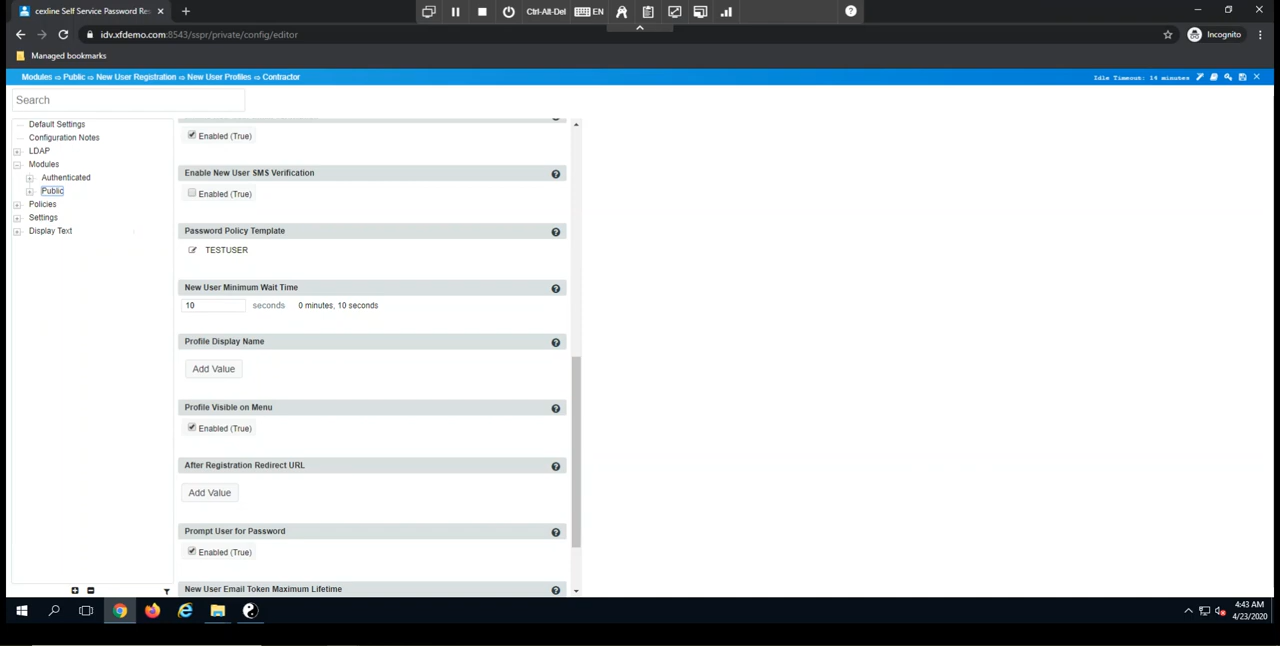 cexline Self Service Password Re
Ctrl-Alt-Del
EN
idv.xfdemo.com:8543/sspr/private/config/editor
Incognito
Managed bookmarks
Modules ⇨ Public ⇨ New User Registration ⇨ New User Profiles ⇨ Contractor
Idle Timeout: 14 minutes
Search
Default Settings
Configuration Notes
LDAP
Modules
Authenticated
Public
Policies
Settings
Display Text
Enabled (True)
Enable New User SMS Verification
Enabled (True)
Password Policy Template
TESTUSER
New User Minimum Wait Time
10 seconds 0 minutes, 10 seconds
Profile Display Name
Add Value
Profile Visible on Menu
Enabled (True)
After Registration Redirect URL
Add Value
Prompt User for Password
Enabled (True)
New User Email Token Maximum Lifetime
4:43 AM
4/23/2020